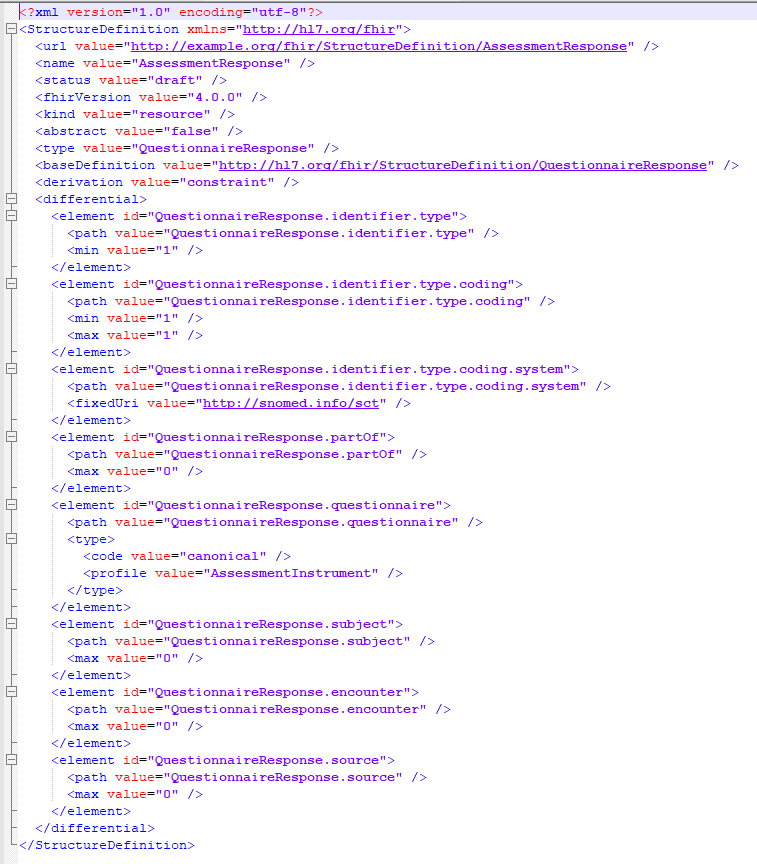 <?xml version="1.0" encoding="utf-8"?>
<StructureDefinition xmlns="http://hl7.org/fhir">
  <url value="http://example.org/fhir/StructureDefinition/AssessmentResponse" />
  <name value="AssessmentResponse" />
  <status value="draft" />
  <fhirVersion value="4.0.0" />
  <kind value="resource" />
  <abstract value="false" />
  <type value="QuestionnaireResponse" />
  <baseDefinition value="http://hl7.org/fhir/StructureDefinition/QuestionnaireResponse" />
  <derivation value="constraint" />
  <differential>
    <element id="QuestionnaireResponse.identifier.type">
      <path value="QuestionnaireResponse.identifier.type" />
      <min value="1" />
    </element>
    <element id="QuestionnaireResponse.identifier.type.coding">
      <path value="QuestionnaireResponse.identifier.type.coding" />
      <min value="1" />
      <max value="1" />
    </element>
    <element id="QuestionnaireResponse.identifier.type.coding.system">
      <path value="QuestionnaireResponse.identifier.type.coding.system" />
      <fixedUri value="http://snomed.info/sct" />
    </element>
    <element id="QuestionnaireResponse.partOf">
      <path value="QuestionnaireResponse.partOf" />
      <max value="0" />
    </element>
    <element id="QuestionnaireResponse.questionnaire">
      <path value="QuestionnaireResponse.questionnaire" />
      <type>
        <code value="canonical" />
        <profile value="AssessmentInstrument" />
      </type>
    </element>
    <element id="QuestionnaireResponse.subject">
      <path value="QuestionnaireResponse.subject" />
      <max value="0" />
    </element>
    <element id="QuestionnaireResponse.encounter">
      <path value="QuestionnaireResponse.encounter" />
      <max value="0" />
    </element>
    <element id="QuestionnaireResponse.source">
      <path value="QuestionnaireResponse.source" />
      <max value="0" />
    </element>
  </differential>
</StructureDefinition>